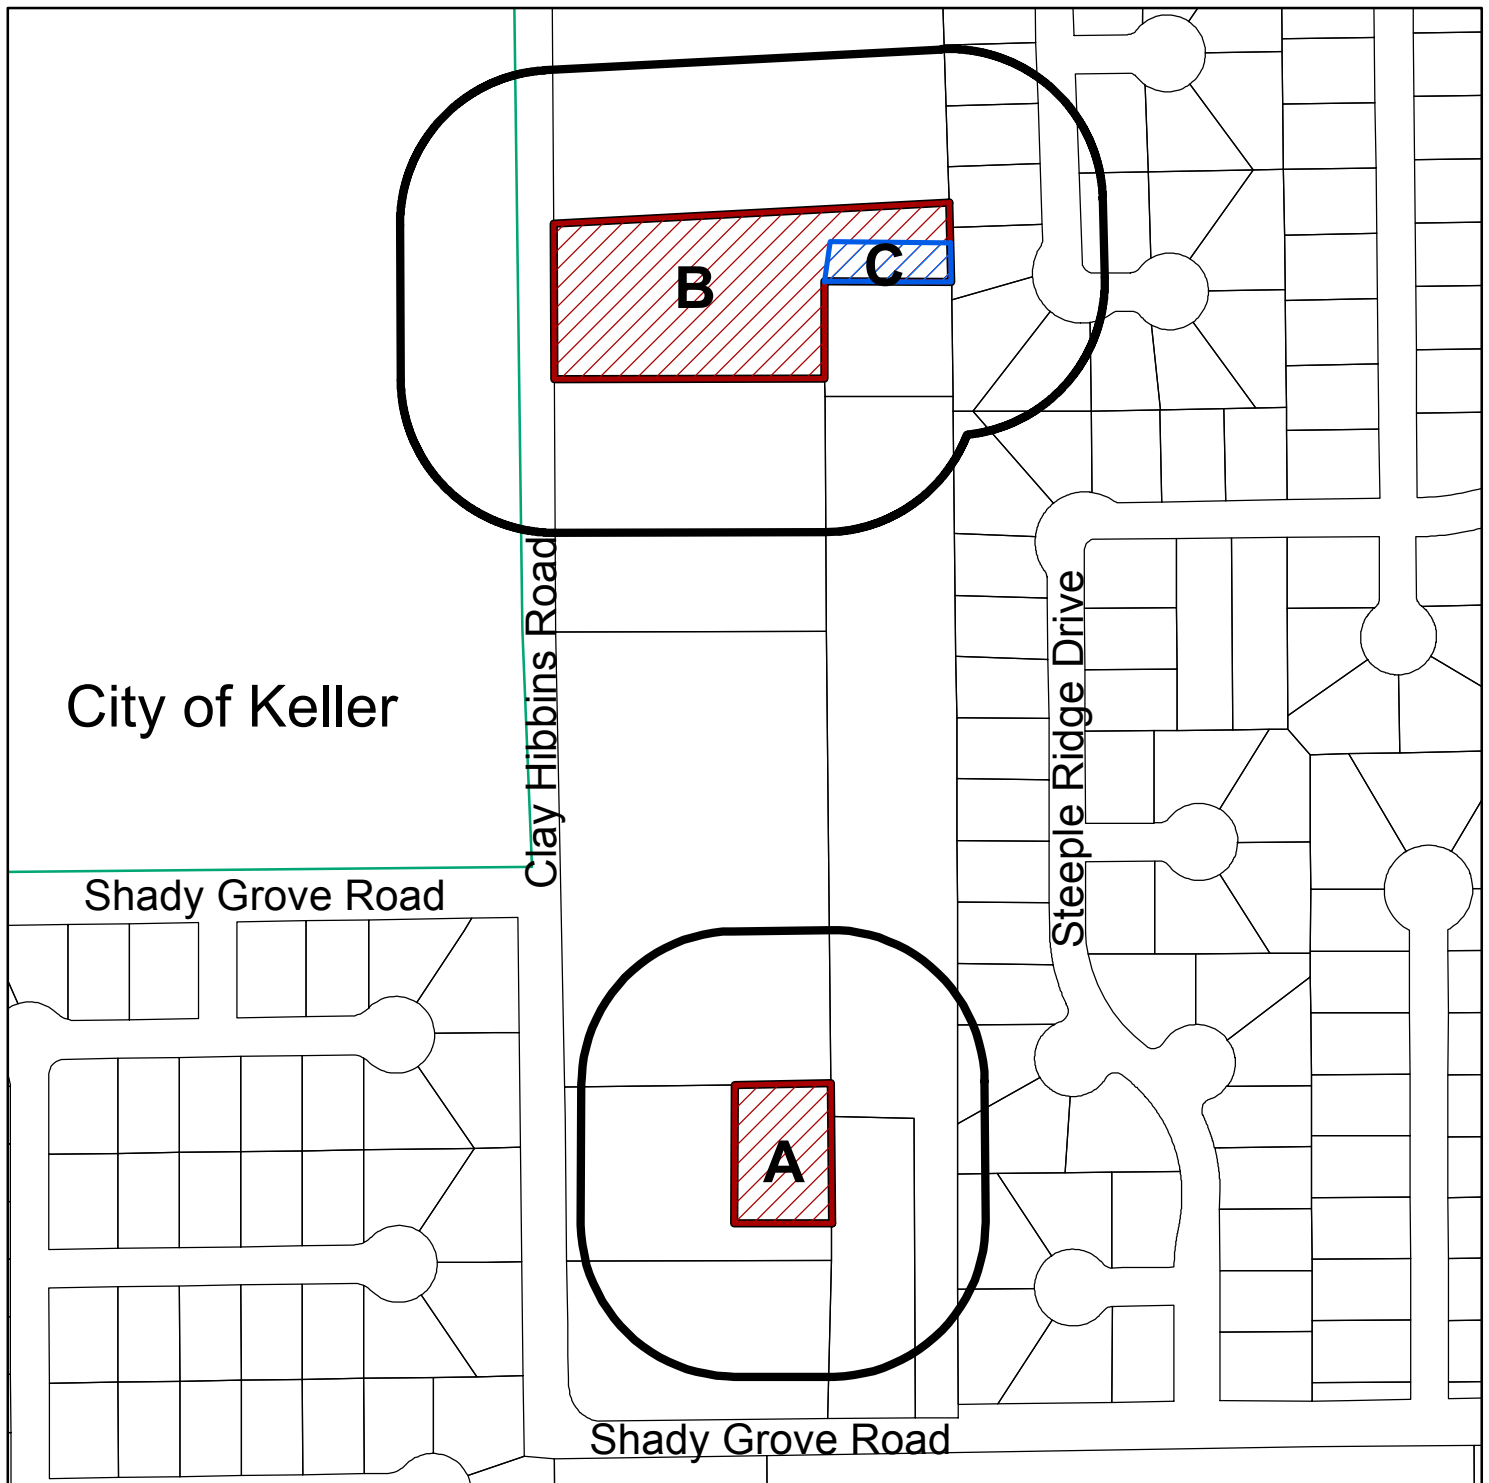 B
C
Clay Hibbins Road
Steeple Ridge Drive
City of Keller
Shady Grove Road
A
Shady Grove Road